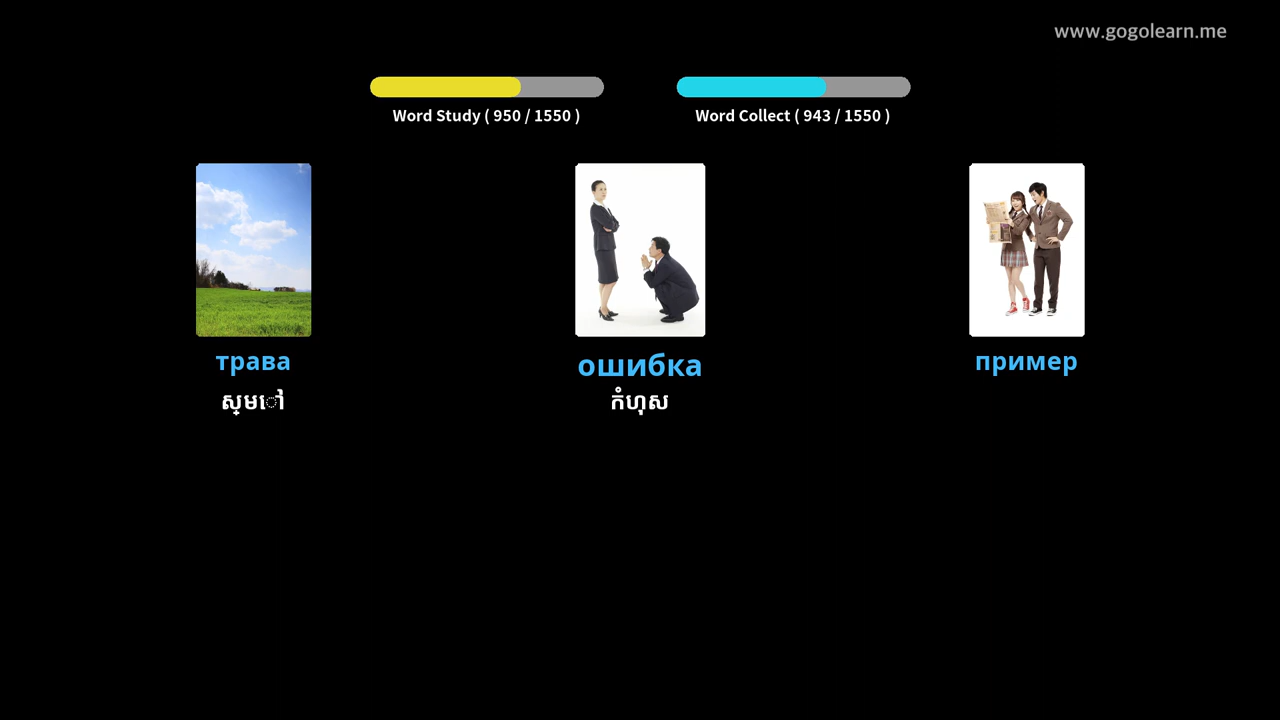 www.gogolearn.me
Word Study ( 950 / 1550 )
Word Collect ( 943 / 1550 )
трава
ошибка
пример
ស្មៅ
កំហុស